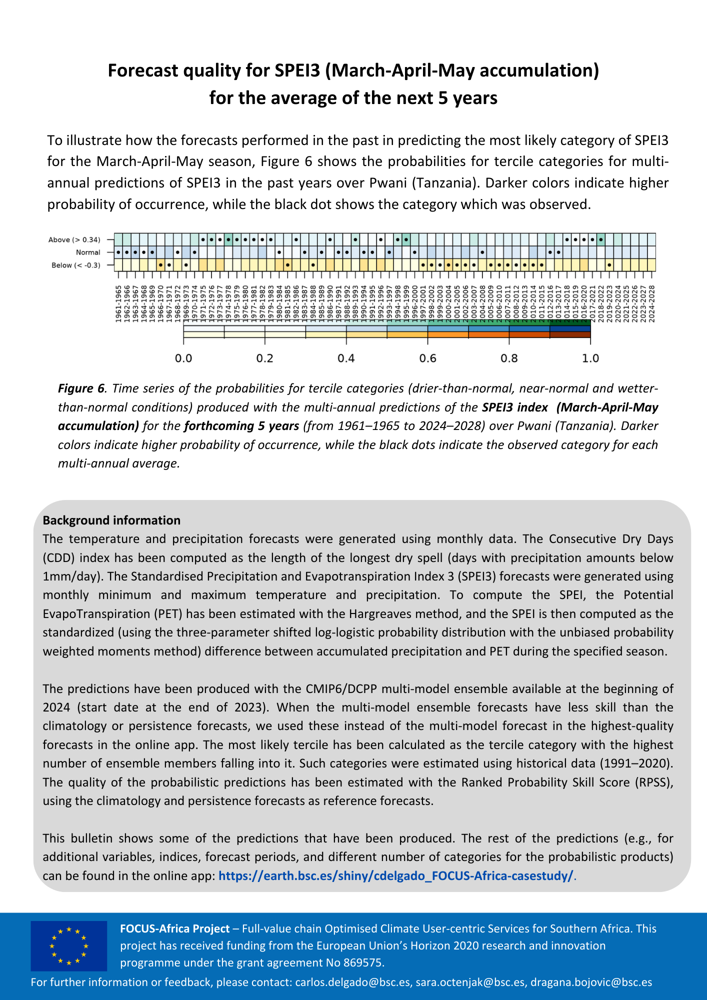 Forecast quality for SPEI3 (March-April-May accumulation)
for the average of the next 5 years
To illustrate how the forecasts performed in the past in predicting the most likely category of SPEI3
for the March-April-May season, Figure 6 shows the probabilities for tercile categories for multi-
annual predictions of SPEI3 in the past years over Pwani (Tanzania). Darker colors indicate higher
probability of occurrence, while the black dot shows the category which was observed.
Above (> 0.34)
Normal
Below (< -0.3)
1961-1965
1962-1966
1963-1967
1964-1968
1965-1969
1966-1970
1967-1971
1968-1972
1969-1973
1970-1974
1971-1975
1972-1976
1973-1977
1974-1978
1975-1979
1976-1980
1977-1981
1978-1982
1979-1983
1980-1984
1981-1985
1982-1986
1983-1987
1984-1988
1985-1989
1986-1990
1987-1991
1988-1992
1989-1993
1990-1994
1991-1995
1992-1996
1993-1997
1994-1998
1995-1999
1996-2000
1997-2001
1998-2002
1999-2003
2000-2004
2001-2005
2002-2006
2003-2007
2004-2008
2005-2009
2006-2010
2007-2011
2008-2012
2009-2013
2010-2014
2011-2015
2012-2016
2013-2017
2014-2018
2015-2019
2016-2020
2017-2021
2018-2022
2019-2023
2020-2024
2021-2025
2022-2026
2023-2027
2024-2028
0.0 0.2 0.4 0.6 0.8 1.0
Figure 6. Time series of the probabilities for tercile categories (drier-than-normal, near-normal and wetter-
than-normal conditions) produced with the multi-annual predictions of the SPEI3 index (March-April-May
accumulation) for the forthcoming 5 years (from 1961–1965 to 2024–2028) over Pwani (Tanzania). Darker
colors indicate higher probability of occurrence, while the black dots indicate the observed category for each
multi-annual average.
Background information
The temperature and precipitation forecasts were generated using monthly data. The Consecutive Dry Days
(CDD) index has been computed as the length of the longest dry spell (days with precipitation amounts below
1mm/day). The Standardised Precipitation and Evapotranspiration Index 3 (SPEI3) forecasts were generated using
monthly minimum and maximum temperature and precipitation. To compute the SPEI, the Potential
EvapoTranspiration (PET) has been estimated with the Hargreaves method, and the SPEI is then computed as the
standardized (using the three-parameter shifted log-logistic probability distribution with the unbiased probability
weighted moments method) difference between accumulated precipitation and PET during the specified season.
The predictions have been produced with the CMIP6/DCPP multi-model ensemble available at the beginning of
2024 (start date at the end of 2023). When the multi-model ensemble forecasts have less skill than the
climatology or persistence forecasts, we used these instead of the multi-model forecast in the highest-quality
forecasts in the online app. The most likely tercile has been calculated as the tercile category with the highest
number of ensemble members falling into it. Such categories were estimated using historical data (1991–2020).
The quality of the probabilistic predictions has been estimated with the Ranked Probability Skill Score (RPSS),
using the climatology and persistence forecasts as reference forecasts.
This bulletin shows some of the predictions that have been produced. The rest of the predictions (e.g., for
additional variables, indices, forecast periods, and different number of categories for the probabilistic products)
can be found in the online app: https://earth.bsc.es/shiny/cdelgado_FOCUS-Africa-casestudy/.
FOCUS-Africa Project – Full-value chain Optimised Climate User-centric Services for Southern Africa. This
project has received funding from the European Union’s Horizon 2020 research and innovation
programme under the grant agreement No 869575.
For further information or feedback, please contact: carlos.delgado@bsc.es, sara.octenjak@bsc.es, dragana.bojovic@bsc.es